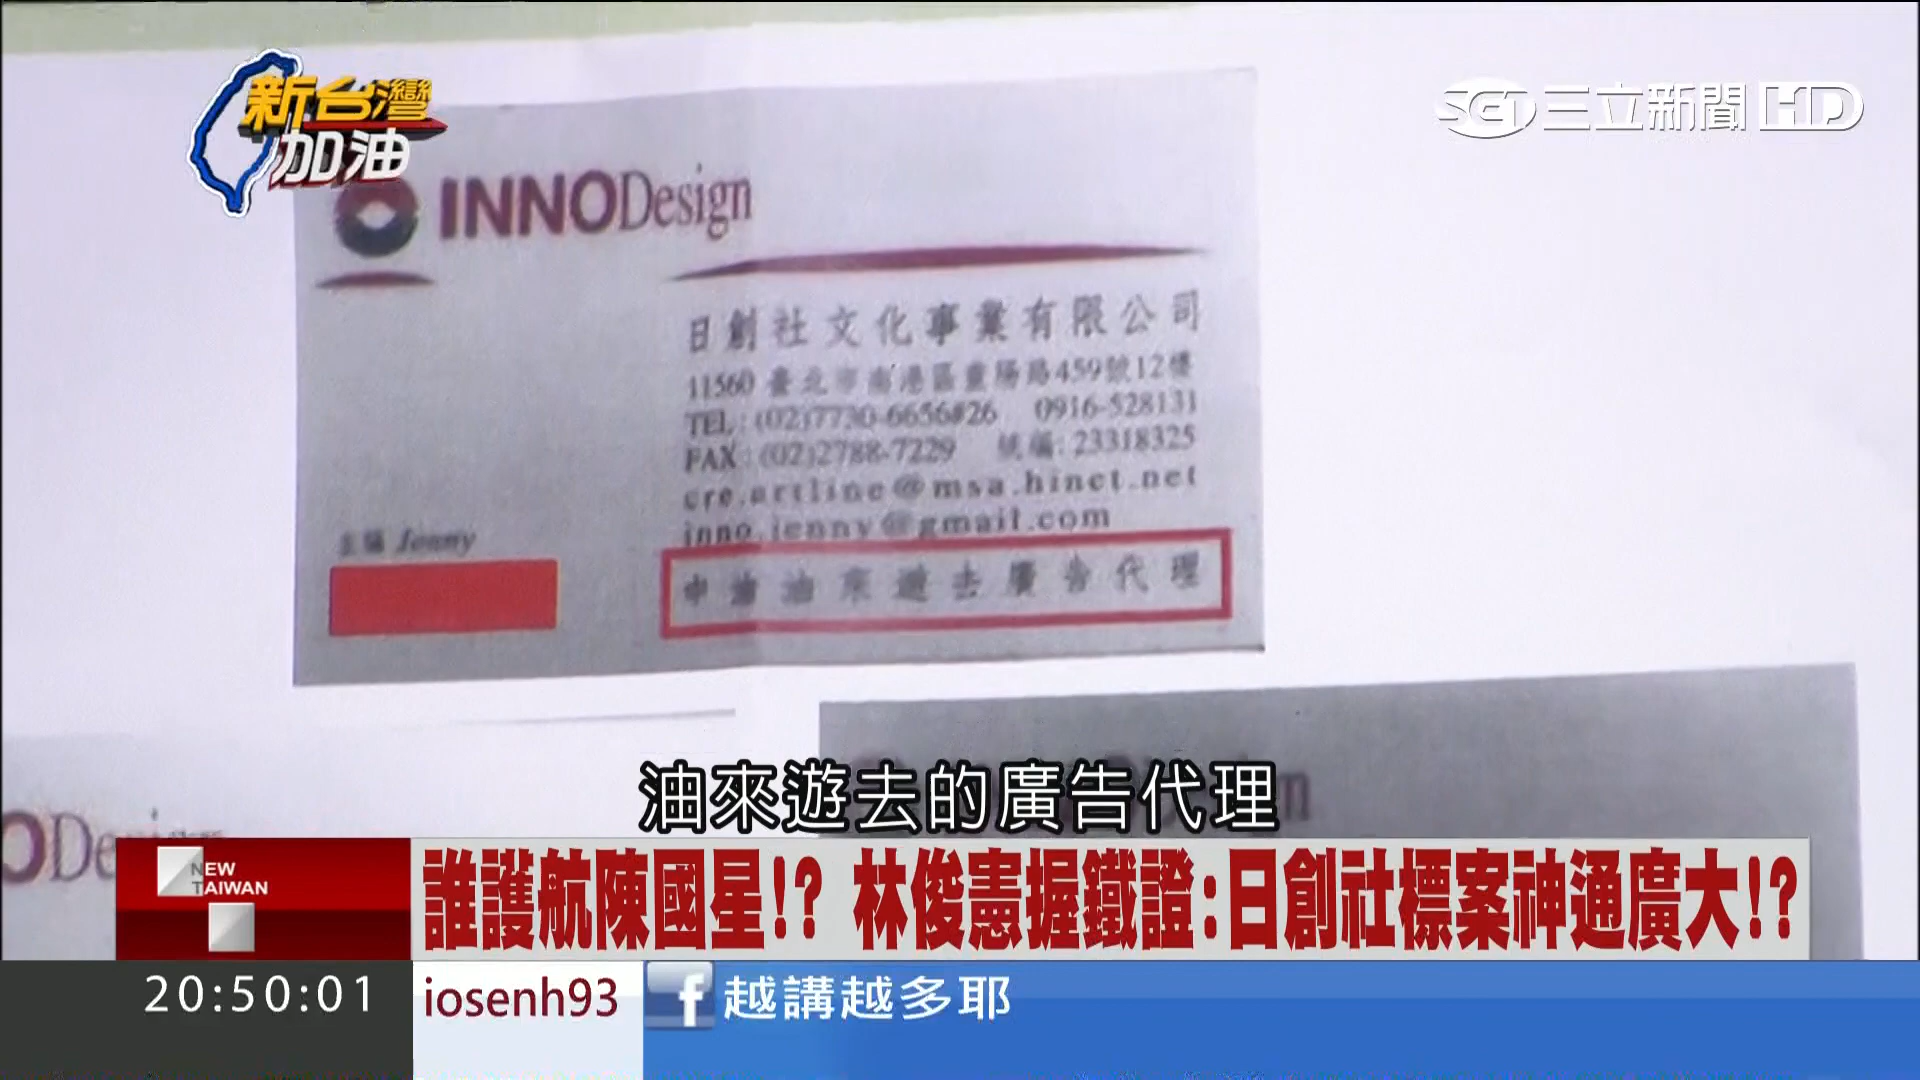 新台灣
加油
SET三立新聞HD
INNODesign
日創社文化事業有限公司
11560 臺北市南港區重陽路459號12樓
TEL:(02)7730-6656#26 0916-528131
FAX:(02)2788-7229 統編:23318325
cre.artline@msa.hinet.net
inno.jenny@gmail.com
主編 Jenny
中油油來遊去廣告代理
油來遊去的廣告代理
NEW
TAIWAN
誰護航陳國星!? 林俊憲握鐵證:日創社標案神通廣大!?
20:50:01
iosenh93
越講越多耶